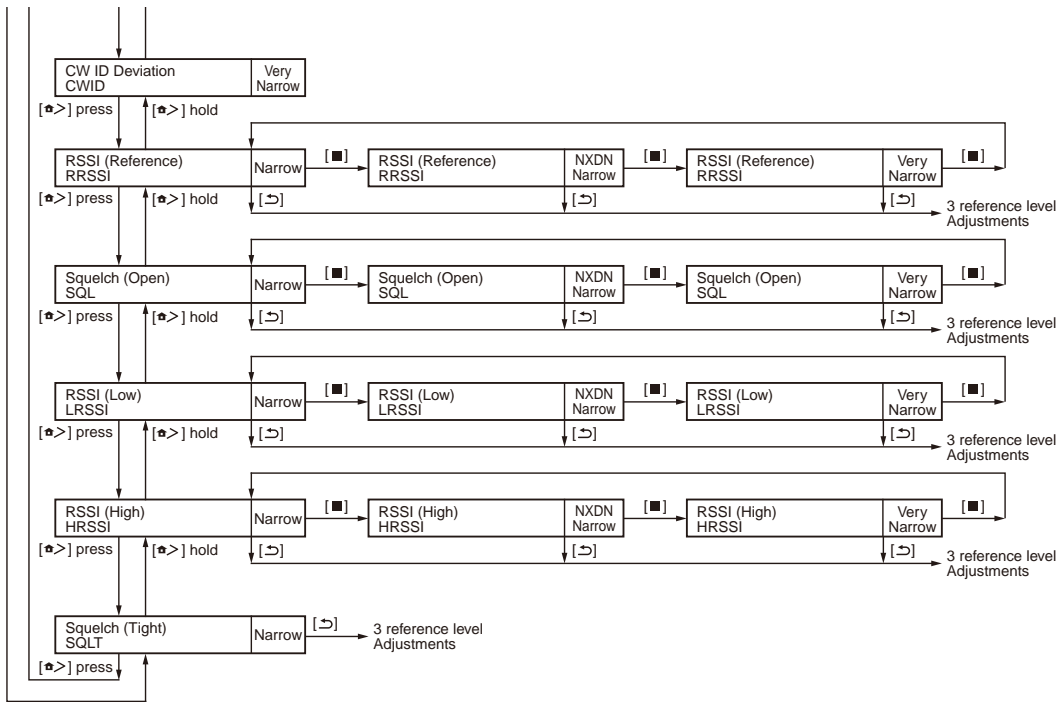 CW ID Deviation
CWID
Very
Narrow
[>] press
[>] hold
RSSI (Reference)
RRSSI
Narrow
[■]
RSSI (Reference)
RRSSI
NXDN
Narrow
[■]
RSSI (Reference)
RRSSI
Very
Narrow
[■]
[>] press
[>] hold
[⮌]
[⮌]
[⮌]
3 reference level
Adjustments
Squelch (Open)
SQL
Narrow
[■]
Squelch (Open)
SQL
NXDN
Narrow
[■]
Squelch (Open)
SQL
Very
Narrow
[■]
[>] press
[>] hold
[⮌]
[⮌]
[⮌]
3 reference level
Adjustments
RSSI (Low)
LRSSI
Narrow
[■]
RSSI (Low)
LRSSI
NXDN
Narrow
[■]
RSSI (Low)
LRSSI
Very
Narrow
[■]
[>] press
[>] hold
[⮌]
[⮌]
[⮌]
3 reference level
Adjustments
RSSI (High)
HRSSI
Narrow
[■]
RSSI (High)
HRSSI
NXDN
Narrow
[■]
RSSI (High)
HRSSI
Very
Narrow
[■]
[>] press
[>] hold
[⮌]
[⮌]
[⮌]
3 reference level
Adjustments
Squelch (Tight)
SQLT
Narrow
[⮌]
3 reference level
Adjustments
[>] press